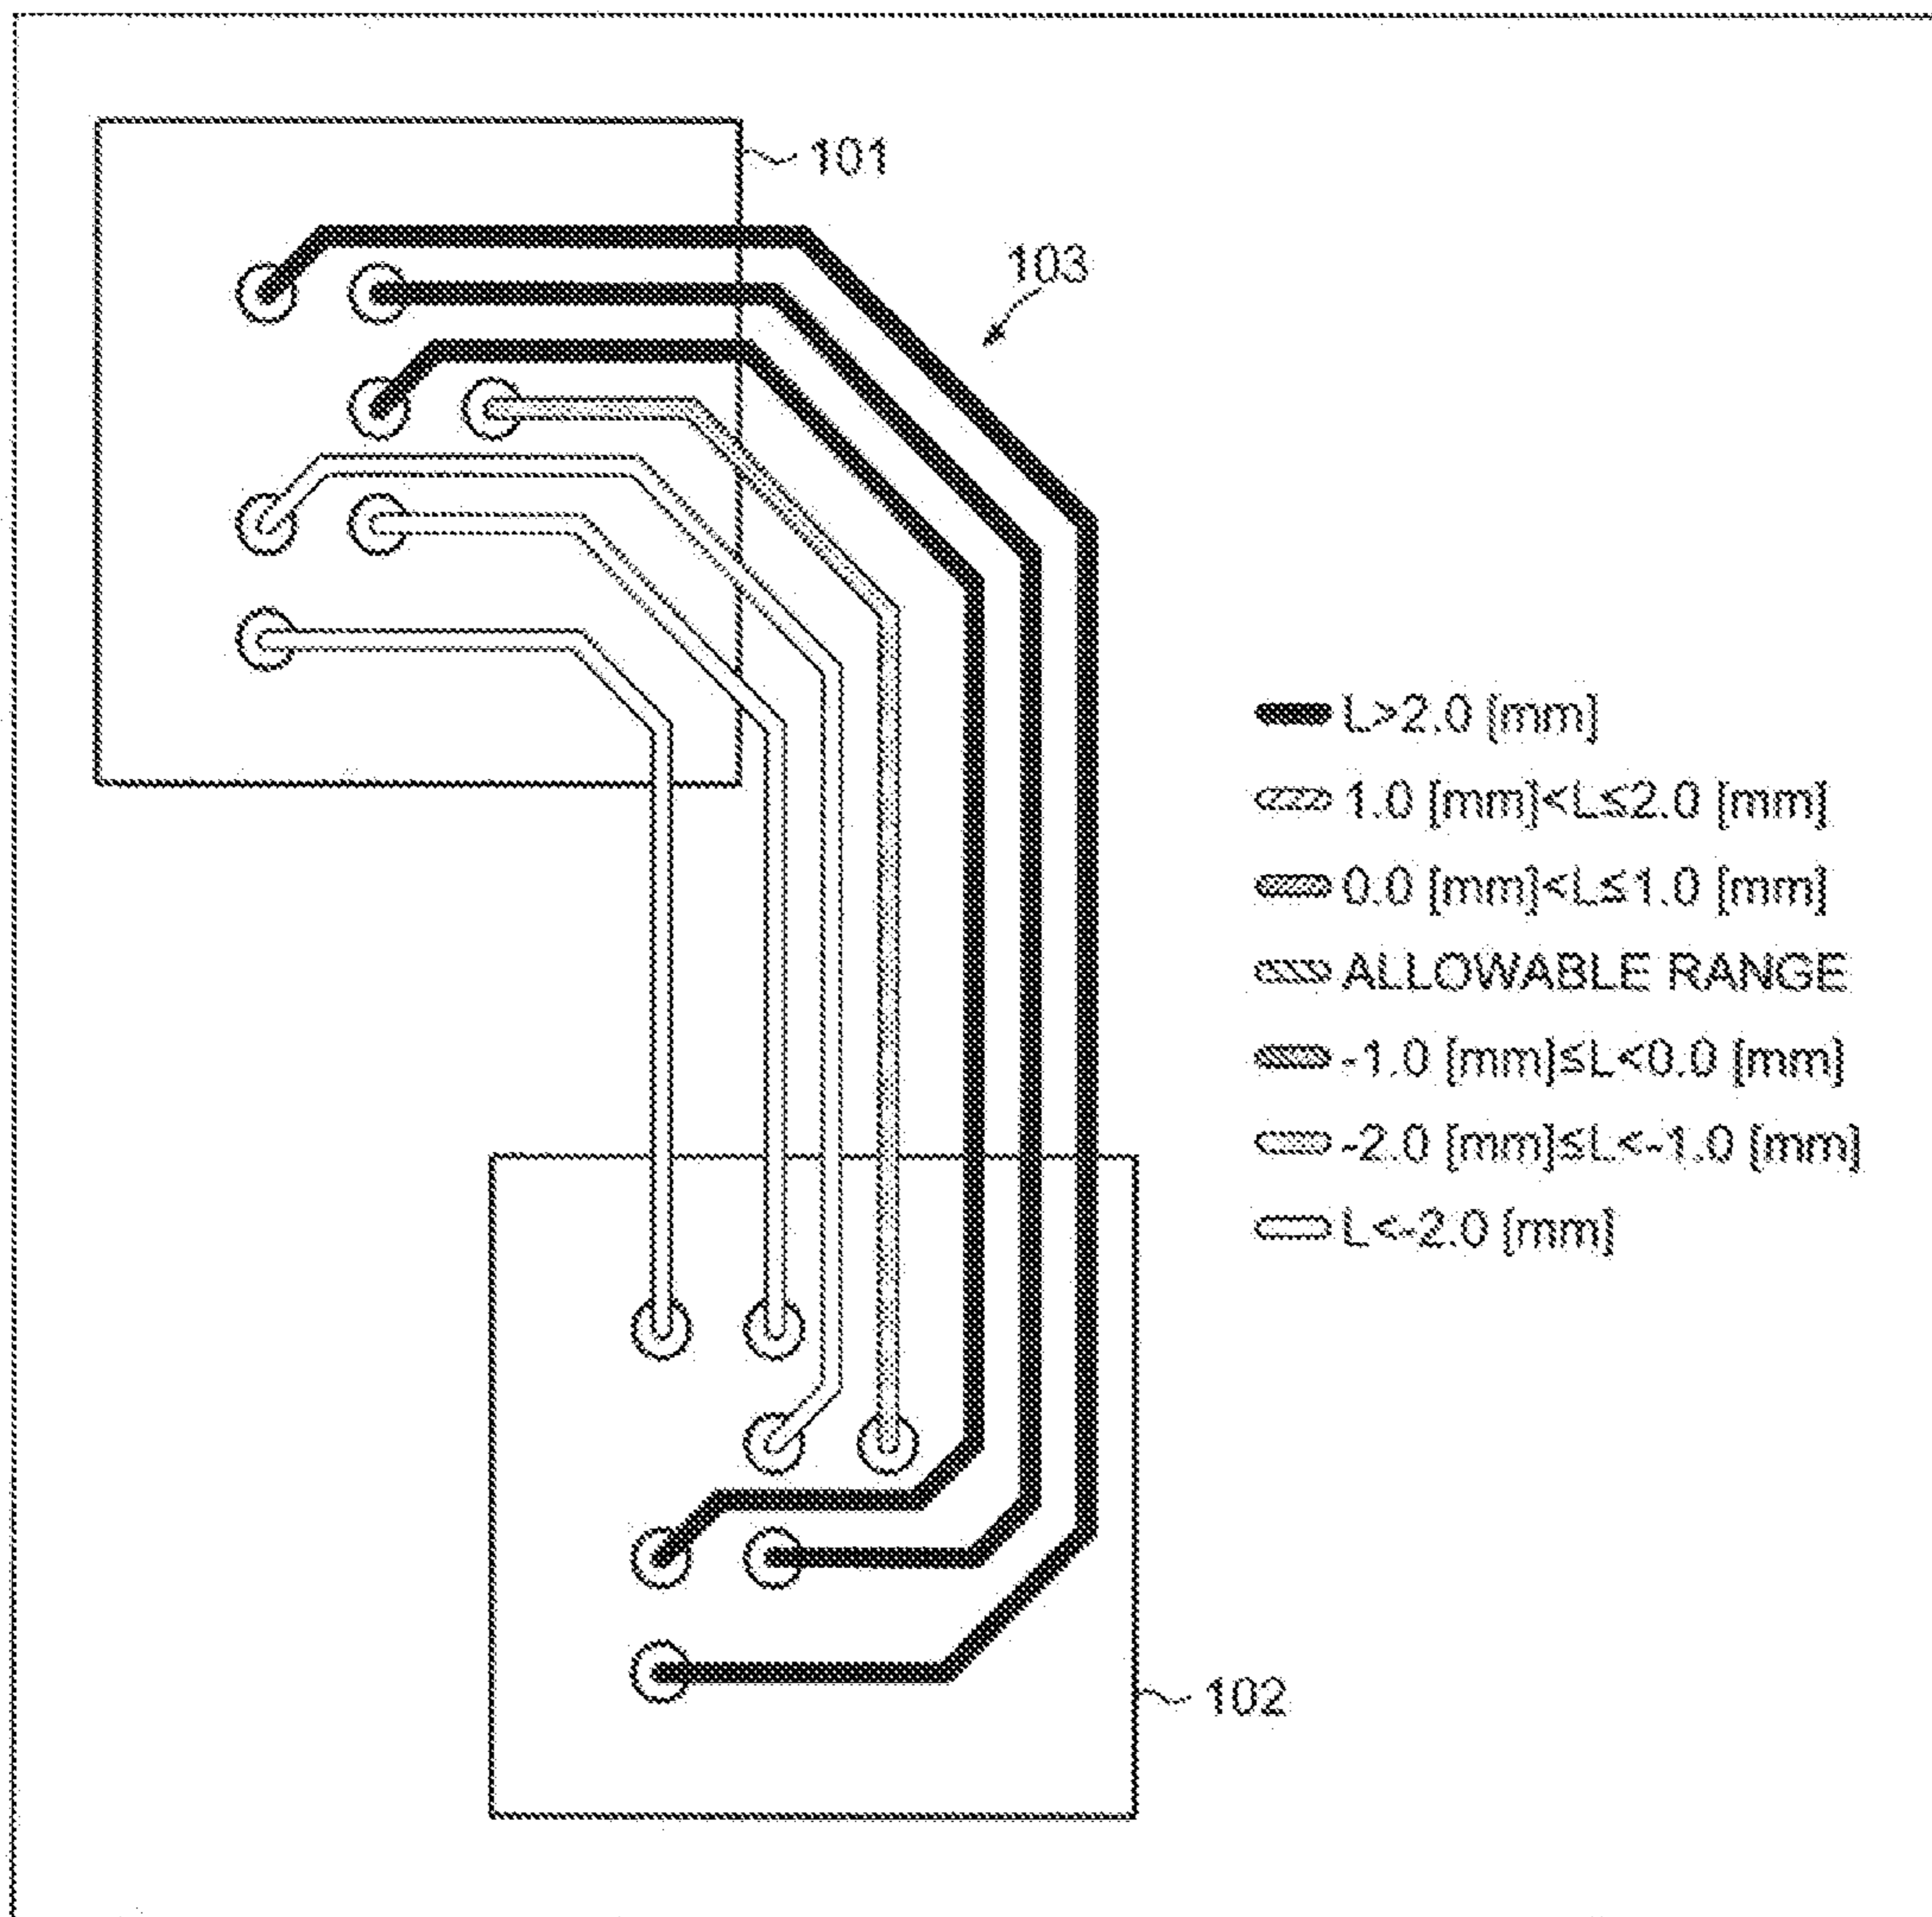 101
103
L>2.0 [mm]
1.0 [mm]<L≤2.0 [mm]
0.0 [mm]<L≤1.0 [mm]
ALLOWABLE RANGE
-1.0 [mm]≤L<0.0 [mm]
-2.0 [mm]≤L<-1.0 [mm]
L<-2.0 [mm]
102